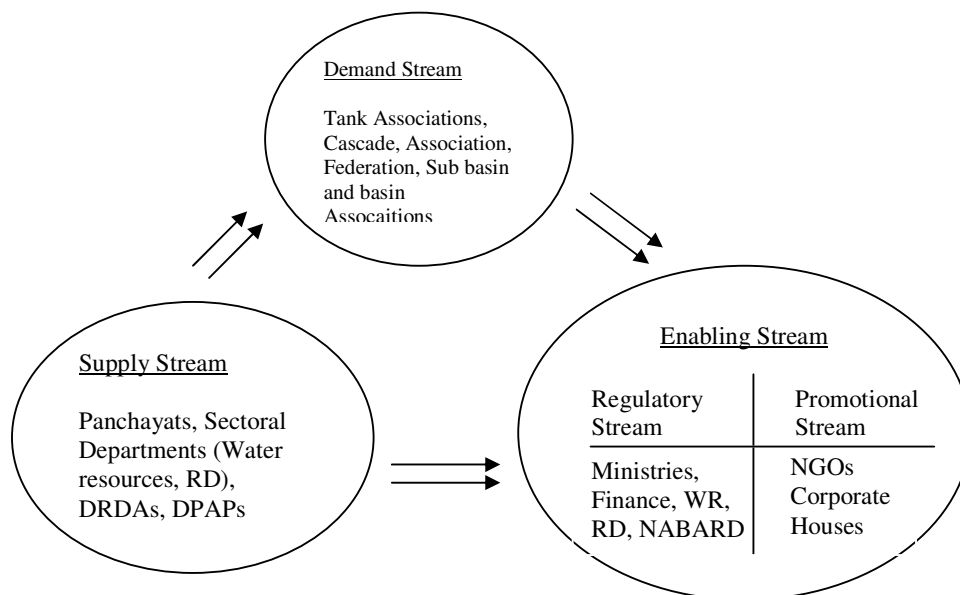 Demand Stream
Tank Associations,
Cascade, Association,
Federation, Sub basin
and basin
Assocaitions
Supply Stream
Panchayats, Sectoral
Departments (Water
resources, RD),
DRDAs, DPAPs
Enabling Stream
Regulatory
Stream
Promotional
Stream
Ministries,
Finance, WR,
RD, NABARD
NGOs
Corporate
Houses